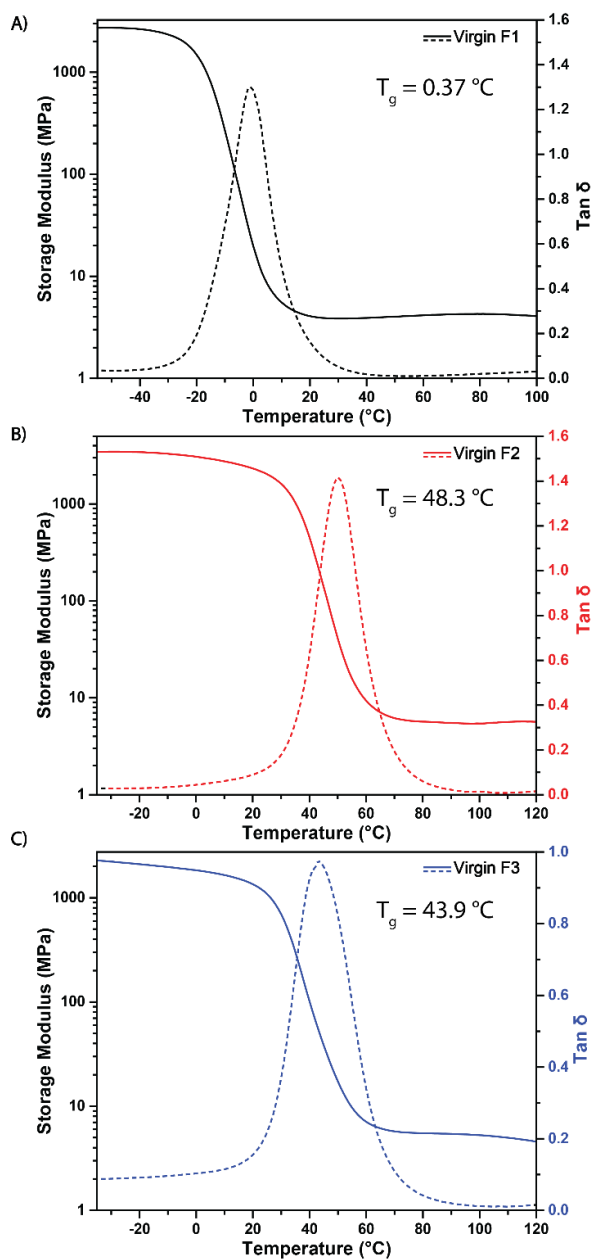 A)
Virgin F1
T_g = 0.37 °C
1000
100
10
1
Storage Modulus (MPa)
1.6
1.4
1.2
1.0
0.8
0.6
0.4
0.2
0.0
Tan δ
-40 -20 0 20 40 60 80 100
Temperature (°C)
B)
Virgin F2
T_g = 48.3 °C
1000
100
10
1
Storage Modulus (MPa)
1.6
1.4
1.2
1.0
0.8
0.6
0.4
0.2
0.0
Tan δ
-20 0 20 40 60 80 100 120
Temperature (°C)
C)
Virgin F3
T_g = 43.9 °C
1000
100
10
1
Storage Modulus (MPa)
1.0
0.8
0.6
0.4
0.2
0.0
Tan δ
-20 0 20 40 60 80 100 120
Temperature (°C)